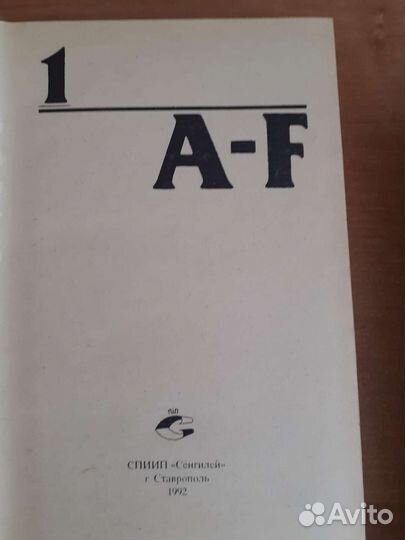 1
A-F
СПИИП «Сенгилей»
г Ставрополь
1992
Avito